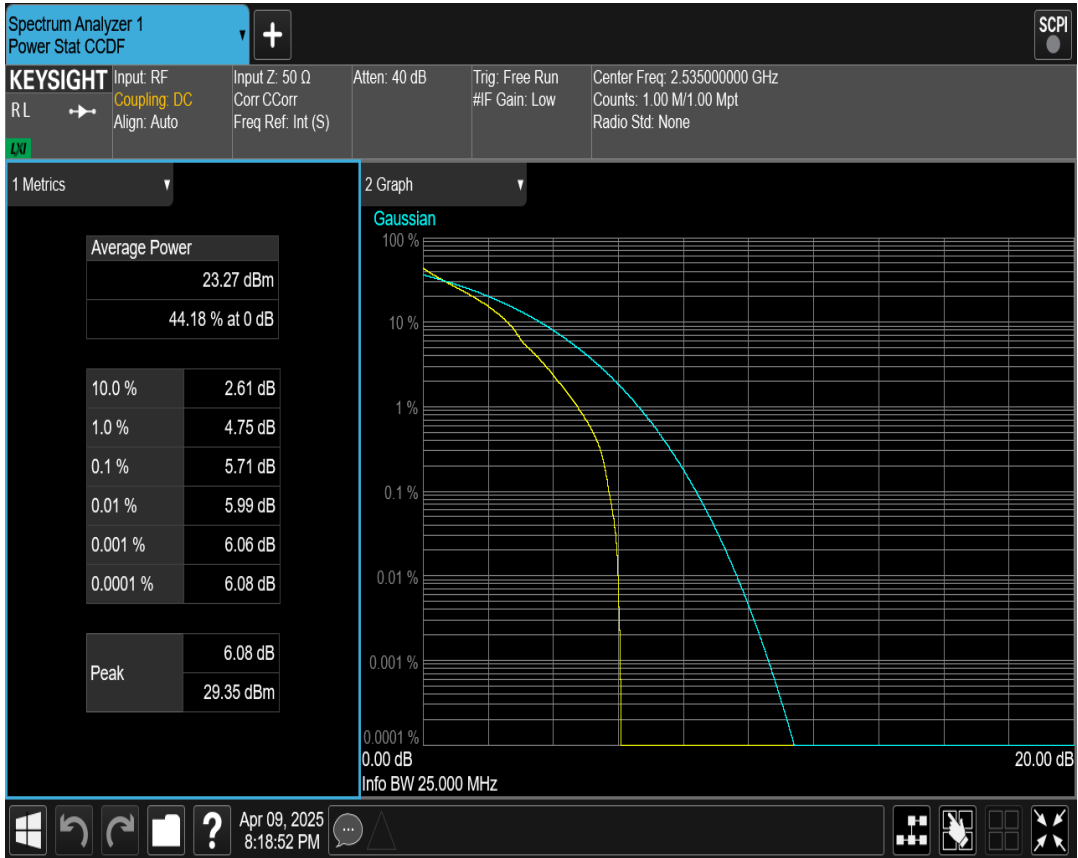 Spectrum Analyzer 1
Power Stat CCDF
+
SCPI
KEYSIGHT
R L
LXI
Input: RF
Coupling: DC
Align: Auto
Input Z: 50 Ω
Corr CCorr
Freq Ref: Int (S)
Atten: 40 dB
Trig: Free Run
#IF Gain: Low
Center Freq: 2.535000000 GHz
Counts: 1.00 M/1.00 Mpt
Radio Std: None
1 Metrics
Average Power
23.27 dBm
44.18 % at 0 dB
10.0 % 2.61 dB
1.0 % 4.75 dB
0.1 % 5.71 dB
0.01 % 5.99 dB
0.001 % 6.06 dB
0.0001 % 6.08 dB
Peak
6.08 dB
29.35 dBm
2 Graph
Gaussian
100 %
10 %
1 %
0.1 %
0.01 %
0.001 %
0.0001 %
0.00 dB
20.00 dB
Info BW 25.000 MHz
?
Apr 09, 2025
8:18:52 PM